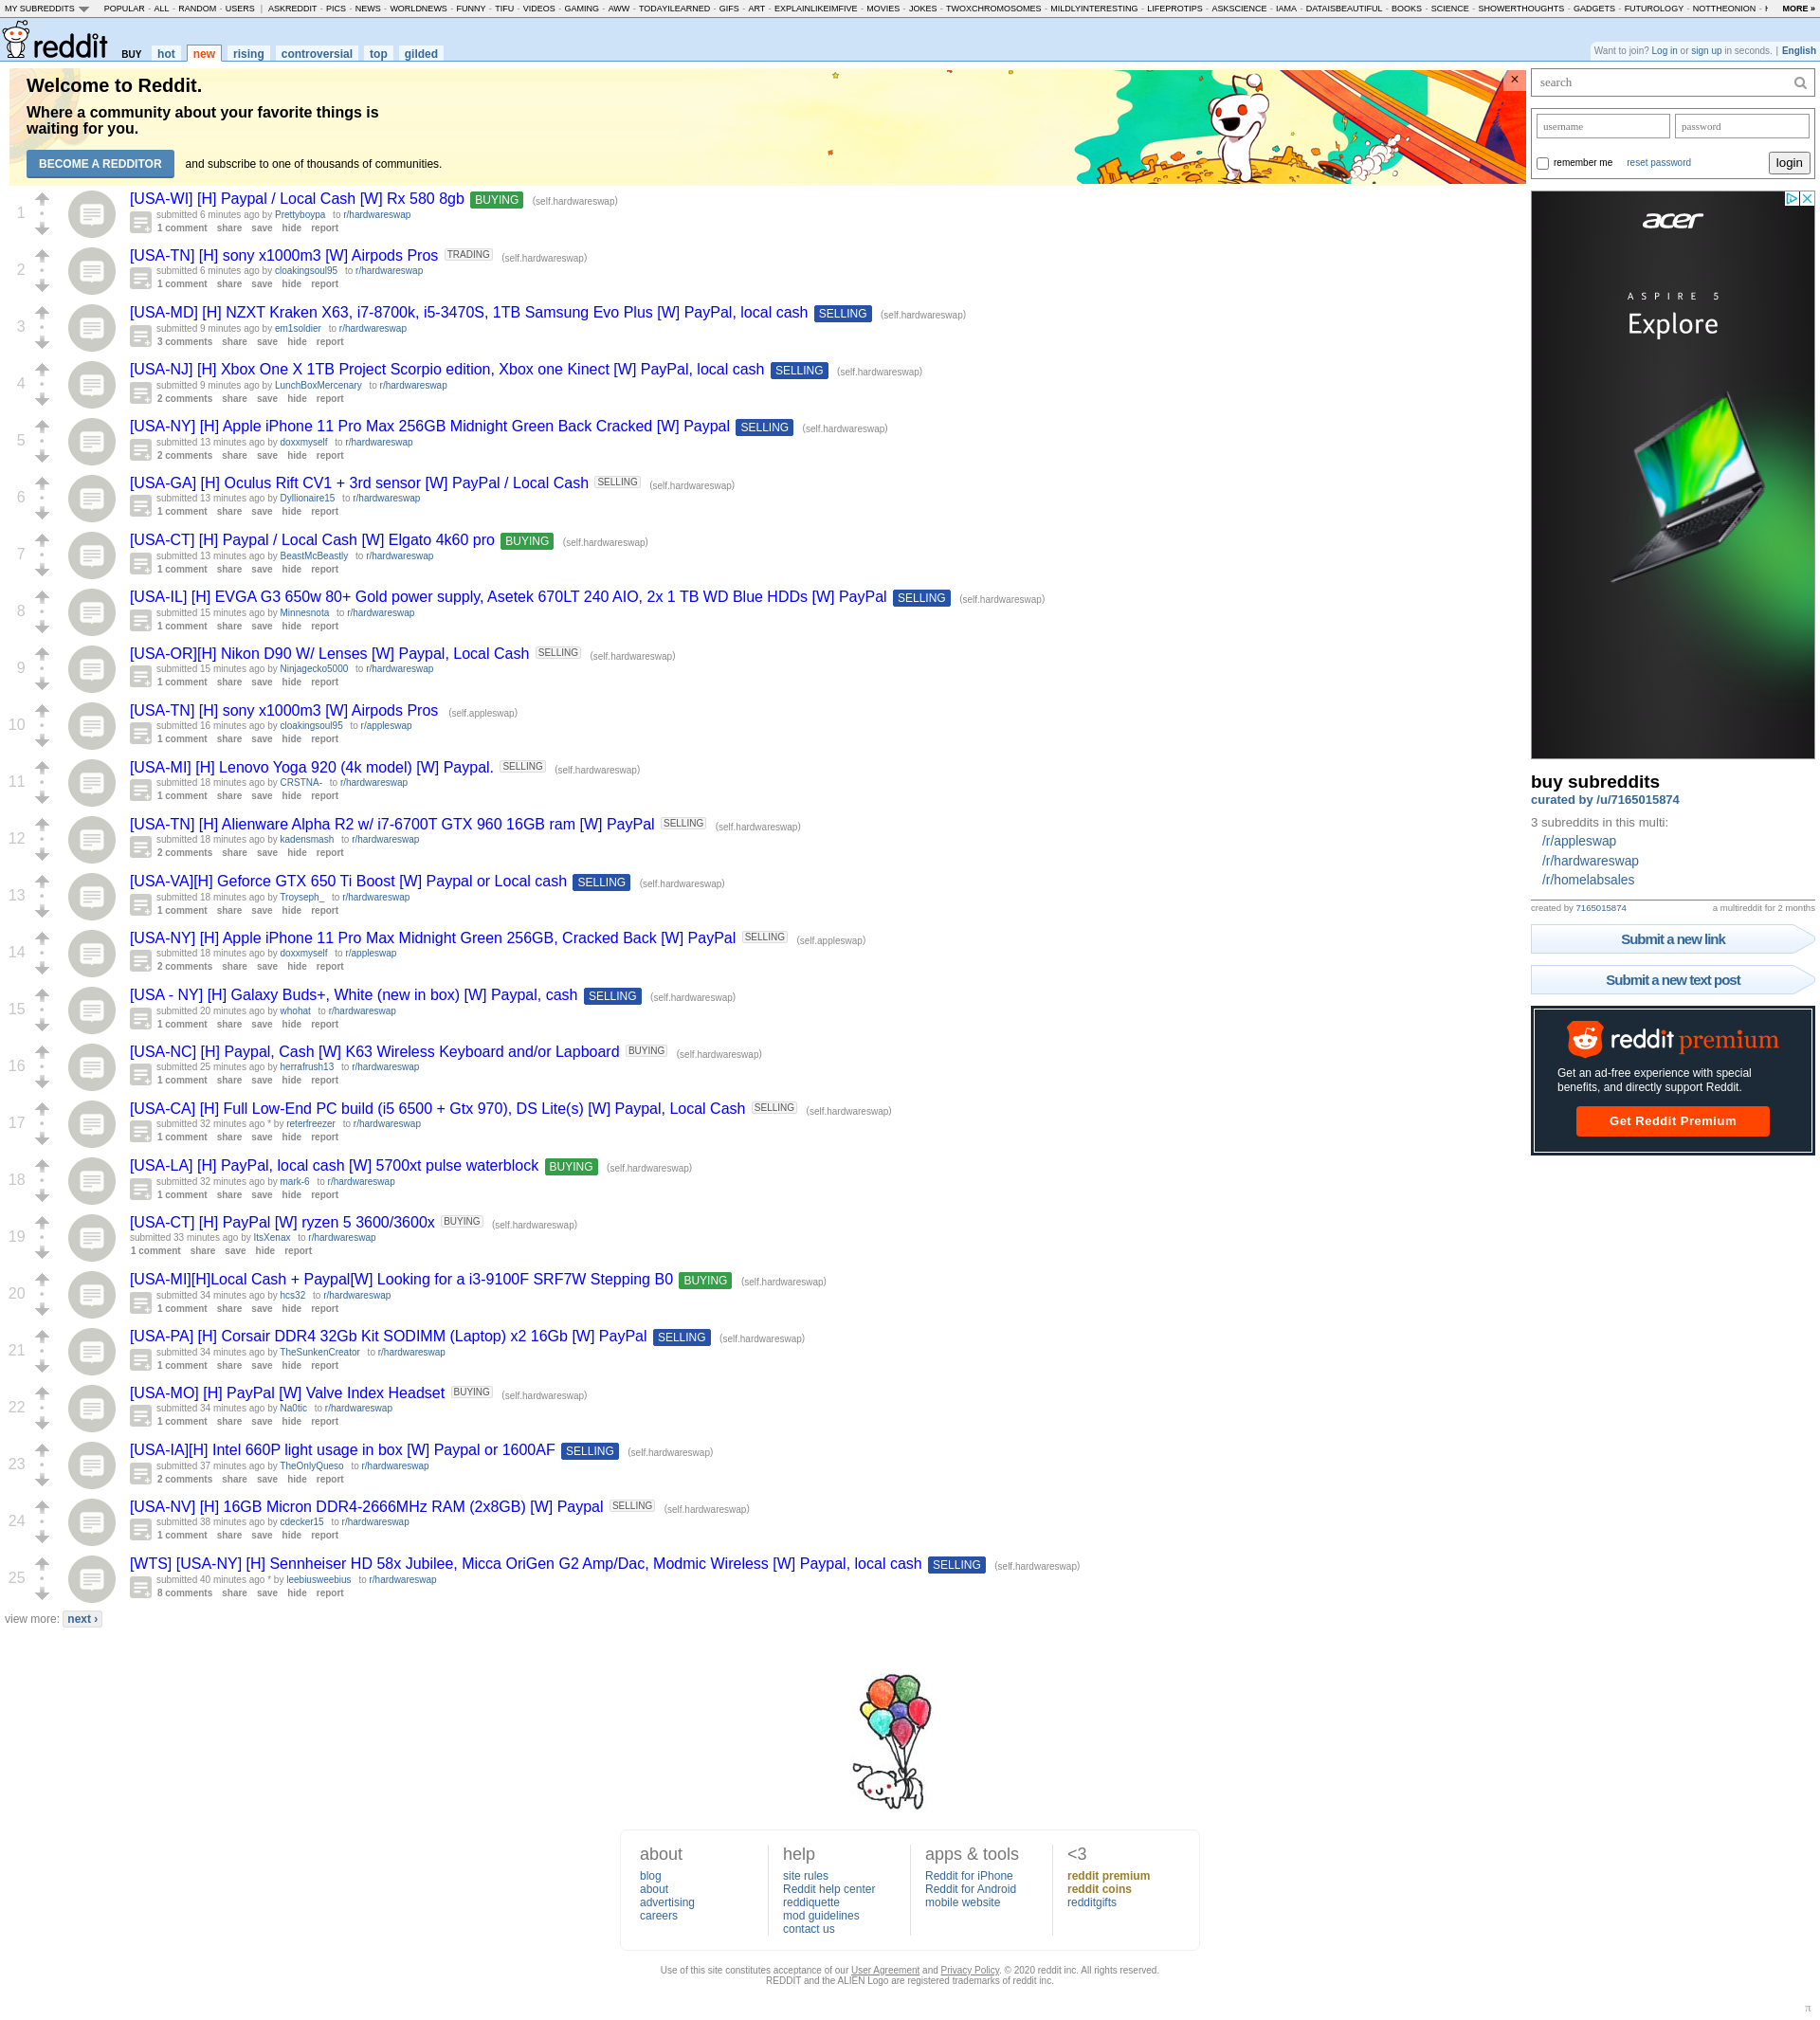 MY SUBREDDITS POPULAR - ALL - RANDOM - USERS | ASKREDDIT - PICS - NEWS - WORLDNEWS - FUNNY - TIFU - VIDEOS - GAMING - AWW - TODAYILEARNED - GIFS - ART - EXPLAINLIKEIMFIVE - MOVIES - JOKES - TWOXCHROMOSOMES - MILDLYINTERESTING - LIFEPROTIPS - ASKSCIENCE - IAMA - DATAISBEAUTIFUL - BOOKS - SCIENCE - SHOWERTHOUGHTS - GADGETS - FUTUROLOGY - NOTTHEONION - MORE »
reddit BUY hot new rising controversial top gilded
Want to join? Log in or sign up in seconds. | English
Welcome to Reddit.
Where a community about your favorite things is
waiting for you.
BECOME A REDDITOR and subscribe to one of thousands of communities.
×
1
[USA-WI] [H] Paypal / Local Cash [W] Rx 580 8gb BUYING (self.hardwareswap)
submitted 6 minutes ago by Prettyboypa to r/hardwareswap
1 comment share save hide report
2
[USA-TN] [H] sony x1000m3 [W] Airpods Pros TRADING (self.hardwareswap)
submitted 6 minutes ago by cloakingsoul95 to r/hardwareswap
1 comment share save hide report
3
[USA-MD] [H] NZXT Kraken X63, i7-8700k, i5-3470S, 1TB Samsung Evo Plus [W] PayPal, local cash SELLING (self.hardwareswap)
submitted 9 minutes ago by em1soldier to r/hardwareswap
3 comments share save hide report
4
[USA-NJ] [H] Xbox One X 1TB Project Scorpio edition, Xbox one Kinect [W] PayPal, local cash SELLING (self.hardwareswap)
submitted 9 minutes ago by LunchBoxMercenary to r/hardwareswap
2 comments share save hide report
5
[USA-NY] [H] Apple iPhone 11 Pro Max 256GB Midnight Green Back Cracked [W] Paypal SELLING (self.hardwareswap)
submitted 13 minutes ago by doxxmyself to r/hardwareswap
2 comments share save hide report
6
[USA-GA] [H] Oculus Rift CV1 + 3rd sensor [W] PayPal / Local Cash SELLING (self.hardwareswap)
submitted 13 minutes ago by Dyllionaire15 to r/hardwareswap
1 comment share save hide report
7
[USA-CT] [H] Paypal / Local Cash [W] Elgato 4k60 pro BUYING (self.hardwareswap)
submitted 13 minutes ago by BeastMcBeastly to r/hardwareswap
1 comment share save hide report
8
[USA-IL] [H] EVGA G3 650w 80+ Gold power supply, Asetek 670LT 240 AIO, 2x 1 TB WD Blue HDDs [W] PayPal SELLING (self.hardwareswap)
submitted 15 minutes ago by Minnesnota to r/hardwareswap
1 comment share save hide report
9
[USA-OR][H] Nikon D90 W/ Lenses [W] Paypal, Local Cash SELLING (self.hardwareswap)
submitted 15 minutes ago by Ninjagecko5000 to r/hardwareswap
1 comment share save hide report
10
[USA-TN] [H] sony x1000m3 [W] Airpods Pros (self.appleswap)
submitted 16 minutes ago by cloakingsoul95 to r/appleswap
1 comment share save hide report
11
[USA-MI] [H] Lenovo Yoga 920 (4k model) [W] Paypal. SELLING (self.hardwareswap)
submitted 18 minutes ago by CRSTNA- to r/hardwareswap
1 comment share save hide report
12
[USA-TN] [H] Alienware Alpha R2 w/ i7-6700T GTX 960 16GB ram [W] PayPal SELLING (self.hardwareswap)
submitted 18 minutes ago by kadensmash to r/hardwareswap
2 comments share save hide report
13
[USA-VA][H] Geforce GTX 650 Ti Boost [W] Paypal or Local cash SELLING (self.hardwareswap)
submitted 18 minutes ago by Troyseph_ to r/hardwareswap
1 comment share save hide report
14
[USA-NY] [H] Apple iPhone 11 Pro Max Midnight Green 256GB, Cracked Back [W] PayPal SELLING (self.appleswap)
submitted 18 minutes ago by doxxmyself to r/appleswap
2 comments share save hide report
15
[USA - NY] [H] Galaxy Buds+, White (new in box) [W] Paypal, cash SELLING (self.hardwareswap)
submitted 20 minutes ago by whohat to r/hardwareswap
1 comment share save hide report
16
[USA-NC] [H] Paypal, Cash [W] K63 Wireless Keyboard and/or Lapboard BUYING (self.hardwareswap)
submitted 25 minutes ago by herrafrush13 to r/hardwareswap
1 comment share save hide report
17
[USA-CA] [H] Full Low-End PC build (i5 6500 + Gtx 970), DS Lite(s) [W] Paypal, Local Cash SELLING (self.hardwareswap)
submitted 32 minutes ago * by reterfreezer to r/hardwareswap
1 comment share save hide report
18
[USA-LA] [H] PayPal, local cash [W] 5700xt pulse waterblock BUYING (self.hardwareswap)
submitted 32 minutes ago by mark-6 to r/hardwareswap
1 comment share save hide report
19
[USA-CT] [H] PayPal [W] ryzen 5 3600/3600x BUYING (self.hardwareswap)
submitted 33 minutes ago by ItsXenax to r/hardwareswap
1 comment share save hide report
20
[USA-MI][H]Local Cash + Paypal[W] Looking for a i3-9100F SRF7W Stepping B0 BUYING (self.hardwareswap)
submitted 34 minutes ago by hcs32 to r/hardwareswap
1 comment share save hide report
21
[USA-PA] [H] Corsair DDR4 32Gb Kit SODIMM (Laptop) x2 16Gb [W] PayPal SELLING (self.hardwareswap)
submitted 34 minutes ago by TheSunkenCreator to r/hardwareswap
1 comment share save hide report
22
[USA-MO] [H] PayPal [W] Valve Index Headset BUYING (self.hardwareswap)
submitted 34 minutes ago by Na0tic to r/hardwareswap
1 comment share save hide report
23
[USA-IA][H] Intel 660P light usage in box [W] Paypal or 1600AF SELLING (self.hardwareswap)
submitted 37 minutes ago by TheOnlyQueso to r/hardwareswap
2 comments share save hide report
24
[USA-NV] [H] 16GB Micron DDR4-2666MHz RAM (2x8GB) [W] Paypal SELLING (self.hardwareswap)
submitted 38 minutes ago by cdecker15 to r/hardwareswap
1 comment share save hide report
25
[WTS] [USA-NY] [H] Sennheiser HD 58x Jubilee, Micca OriGen G2 Amp/Dac, Modmic Wireless [W] Paypal, local cash SELLING (self.hardwareswap)
submitted 40 minutes ago * by leebiusweebius to r/hardwareswap
8 comments share save hide report
view more: next ›
search
username password
remember me reset password login
acer
ASPIRE 5
Explore
buy subreddits
curated by /u/7165015874
3 subreddits in this multi:
/r/appleswap
/r/hardwareswap
/r/homelabsales
created by 7165015874 a multireddit for 2 months
Submit a new link
Submit a new text post
reddit premium
Get an ad-free experience with special
benefits, and directly support Reddit.
Get Reddit Premium
about
blog
about
advertising
careers
help
site rules
Reddit help center
reddiquette
mod guidelines
contact us
apps & tools
Reddit for iPhone
Reddit for Android
mobile website
<3
reddit premium
reddit coins
redditgifts
Use of this site constitutes acceptance of our User Agreement and Privacy Policy. © 2020 reddit inc. All rights reserved.
REDDIT and the ALIEN Logo are registered trademarks of reddit inc.
π